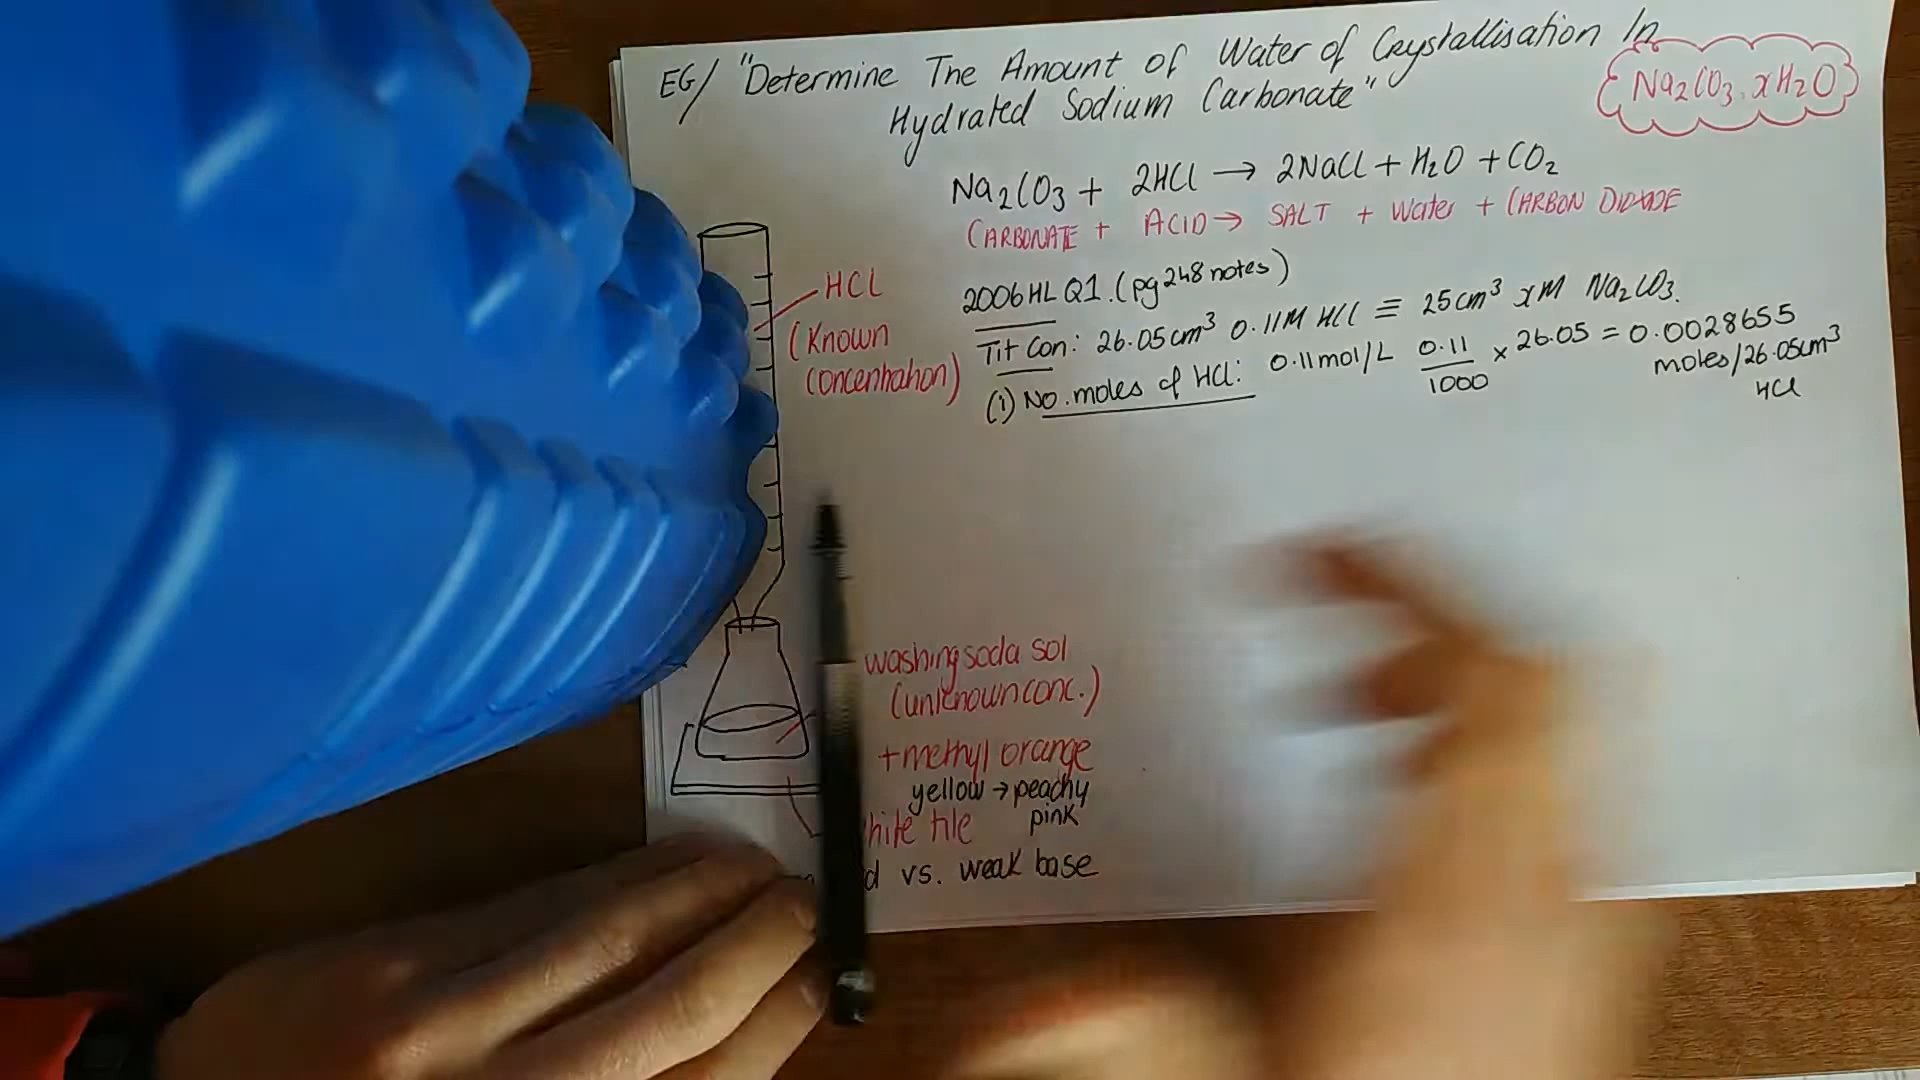 EG/ "Determine The Amount of Water of Crystallisation In
Hydrated Sodium Carbonate"
Na2CO3.xH2O
Na2CO3 + 2HCl → 2NaCl + H2O + CO2
CARBONATE + ACID → SALT + Water + CARBON DIOXIDE
2006HL Q1. (pg 248 notes)
Tit Con: 26.05cm3 0.11M HCl ≡ 25cm3 xM Na2CO3.
(1) No. moles of HCl: 0.11mol/L 0.11/1000 x 26.05 = 0.0028655
moles/26.05cm3
HCl
HCl
(Known
Concentration)
washing soda sol
(unknown conc.)
+methyl orange
yellow → peachy
pink
hite tile
d vs. weak base